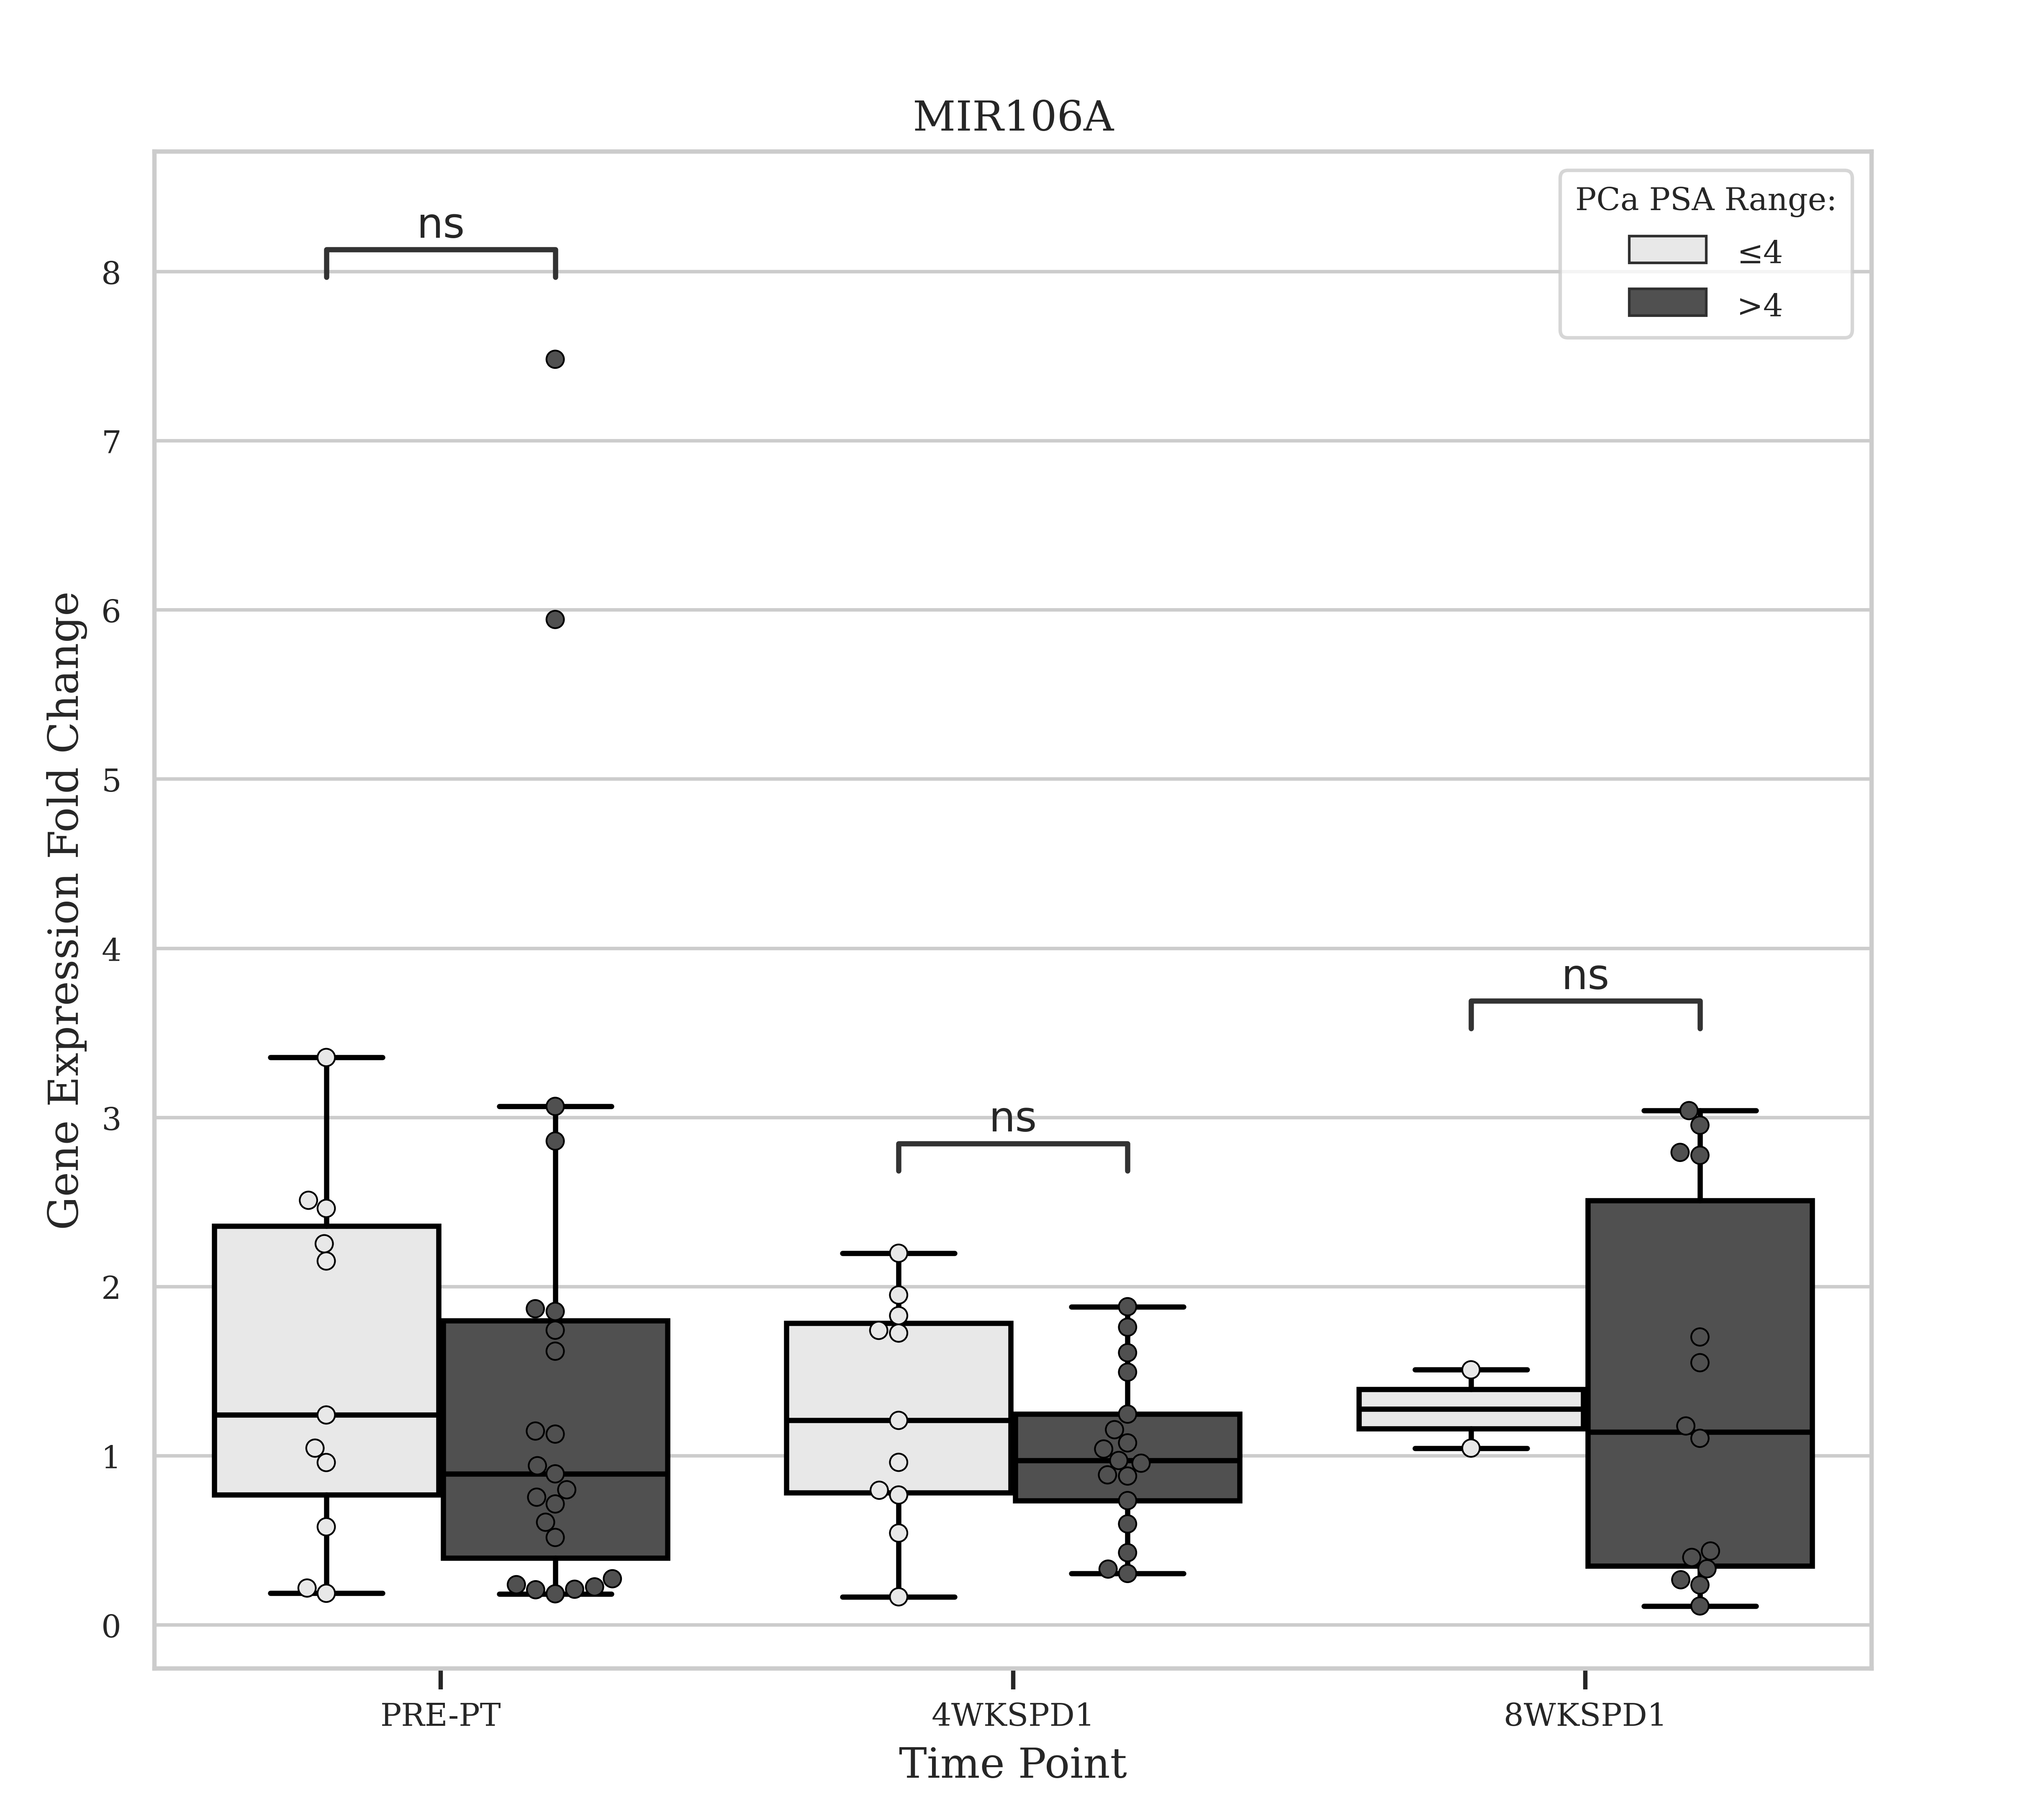 MIR106A
PCa PSA Range:
≤4
>4
ns
ns
ns
Gene Expression Fold Change
8
7
6
5
4
3
2
1
0
PRE-PT
4WKSPD1
8WKSPD1
Time Point